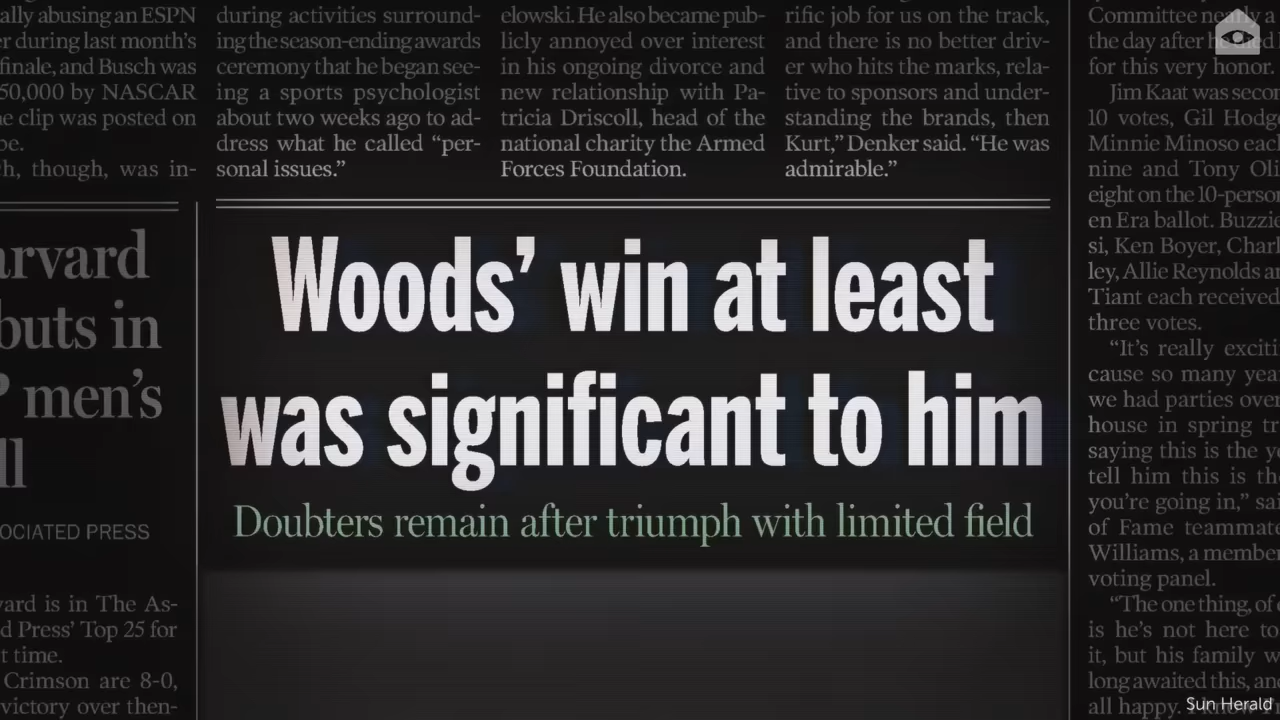 ally abusing an ESPN
er during last month's
finale, and Busch was
50,000 by NASCAR
e clip was posted on
be.
ch, though, was in-
during activities surround-
ing the season-ending awards
ceremony that he began see-
ing a sports psychologist
about two weeks ago to ad-
dress what he called “per-
sonal issues.”
elowski. He also became pub-
licly annoyed over interest
in his ongoing divorce and
new relationship with Pa-
tricia Driscoll, head of the
national charity the Armed
Forces Foundation.
rific job for us on the track,
and there is no better driv-
er who hits the marks, rela-
tive to sponsors and under-
standing the brands, then
Kurt,” Denker said. “He was
admirable.”
arvard
buts in
men’s
ll
OCIATED PRESS
vard is in The As-
d Press’ Top 25 for
t time.
Crimson are 8-0,
victory over then-
Woods’ win at least
was significant to him
Doubters remain after triumph with limited field
Committee nearly a
the day after he died
for this very honor.
Jim Kaat was secon
10 votes, Gil Hodg
Minnie Minoso each
nine and Tony Oli
eight on the 10-person
en Era ballot. Buzzie
si, Ken Boyer, Charl
ley, Allie Reynolds an
Tiant each received
three votes.
“It’s really exciti
cause so many year
we had parties over
house in spring tr
saying this is the ye
tell him this is the
you’re going in,” sai
of Fame teammate
Williams, a member
voting panel.
“The one thing, of c
is he’s not here to
it, but his family w
long awaited this, and
all happy. I know
Sun Herald